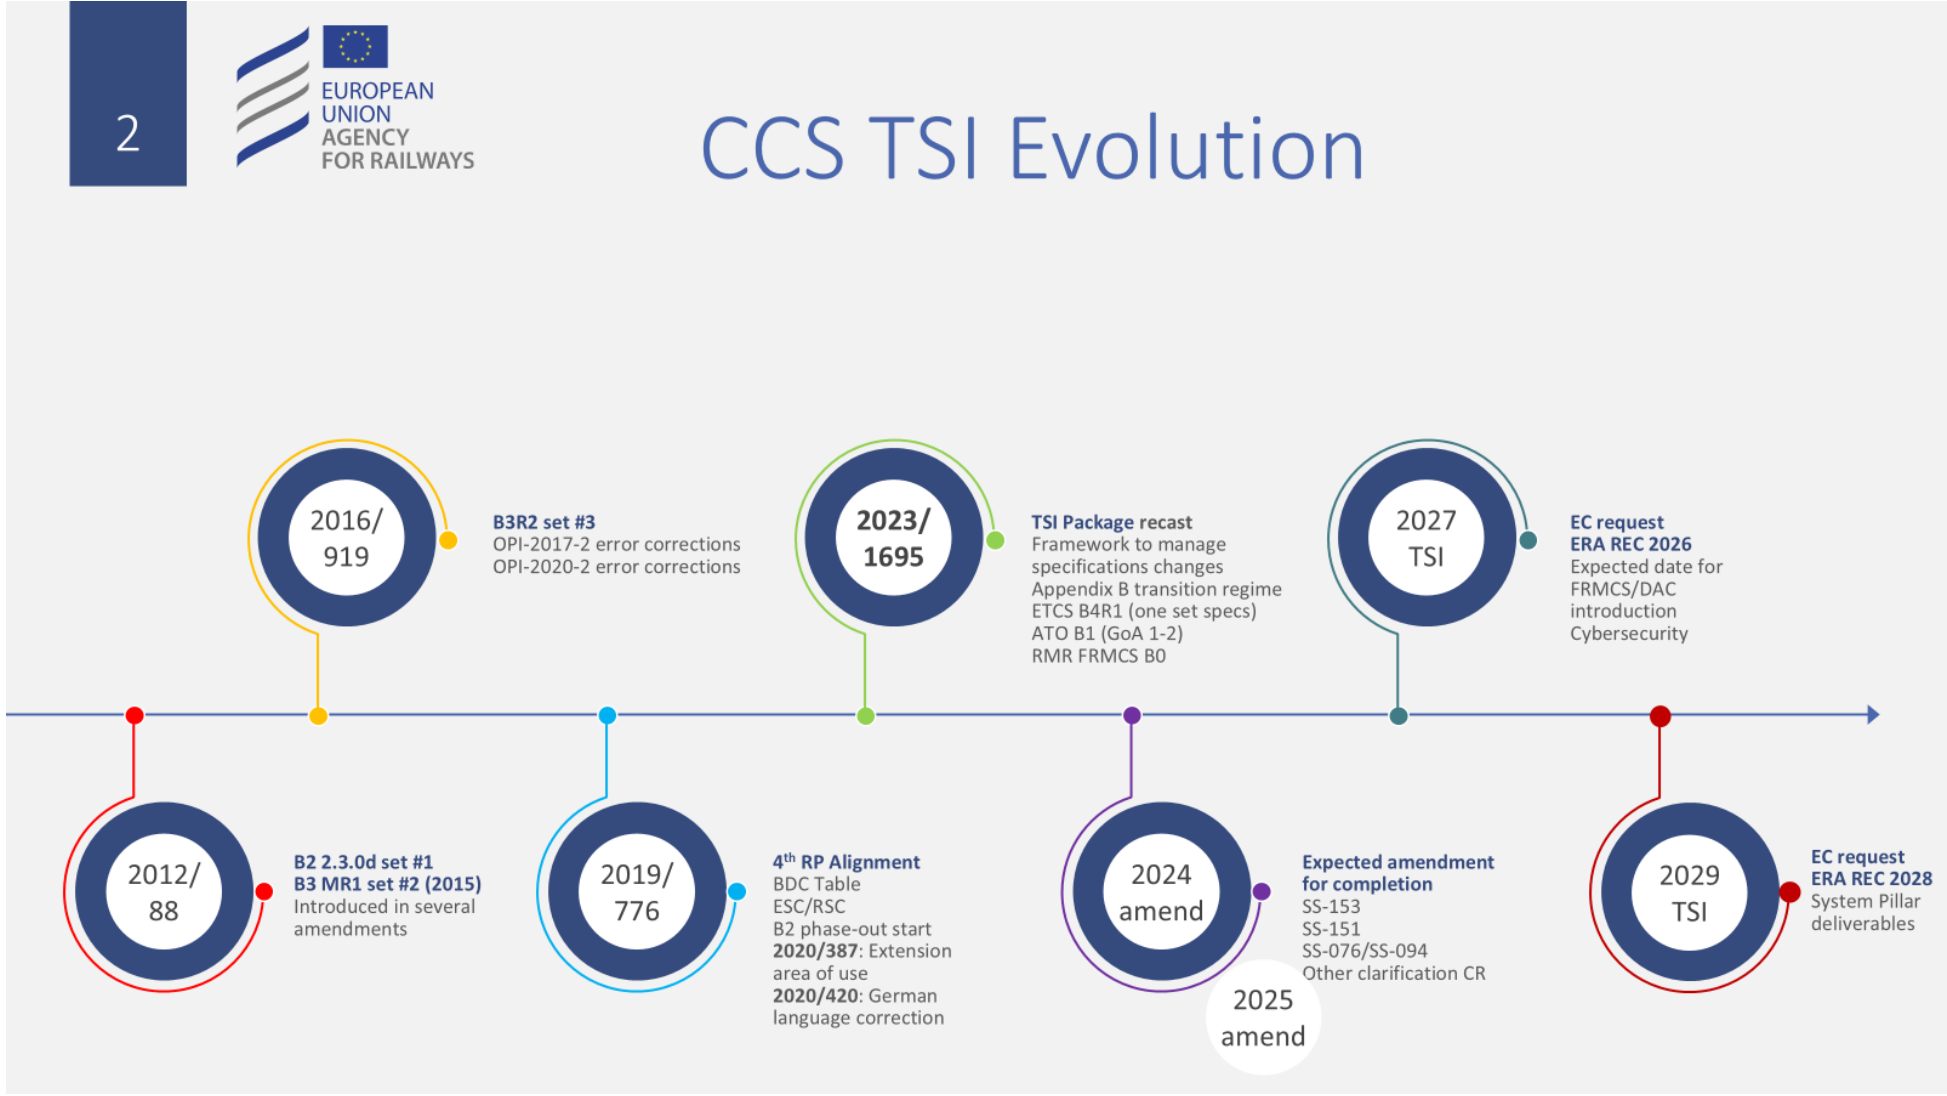 2
EUROPEAN
UNION
AGENCY
FOR RAILWAYS
CCS TSI Evolution
2012/
88
B2 2.3.0d set #1
B3 MR1 set #2 (2015)
Introduced in several
amendments
2016/
919
B3R2 set #3
OPI-2017-2 error corrections
OPI-2020-2 error corrections
2019/
776
4th RP Alignment
BDC Table
ESC/RSC
B2 phase-out start
2020/387: Extension
area of use
2020/420: German
language correction
2023/
1695
TSI Package recast
Framework to manage
specifications changes
Appendix B transition regime
ETCS B4R1 (one set specs)
ATO B1 (GoA 1-2)
RMR FRMCS B0
2024
amend
Expected amendment
for completion
SS-153
SS-151
SS-076/SS-094
Other clarification CR
2025
amend
2027
TSI
EC request
ERA REC 2026
Expected date for
FRMCS/DAC
introduction
Cybersecurity
2029
TSI
EC request
ERA REC 2028
System Pillar
deliverables